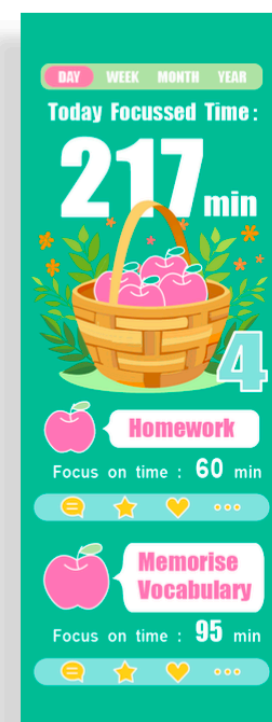 DAY WEEK MONTH YEAR
Today Focussed Time:
217 min
4
Homework
Focus on time : 60 min
Memorise
Vocabulary
Focus on time : 95 min